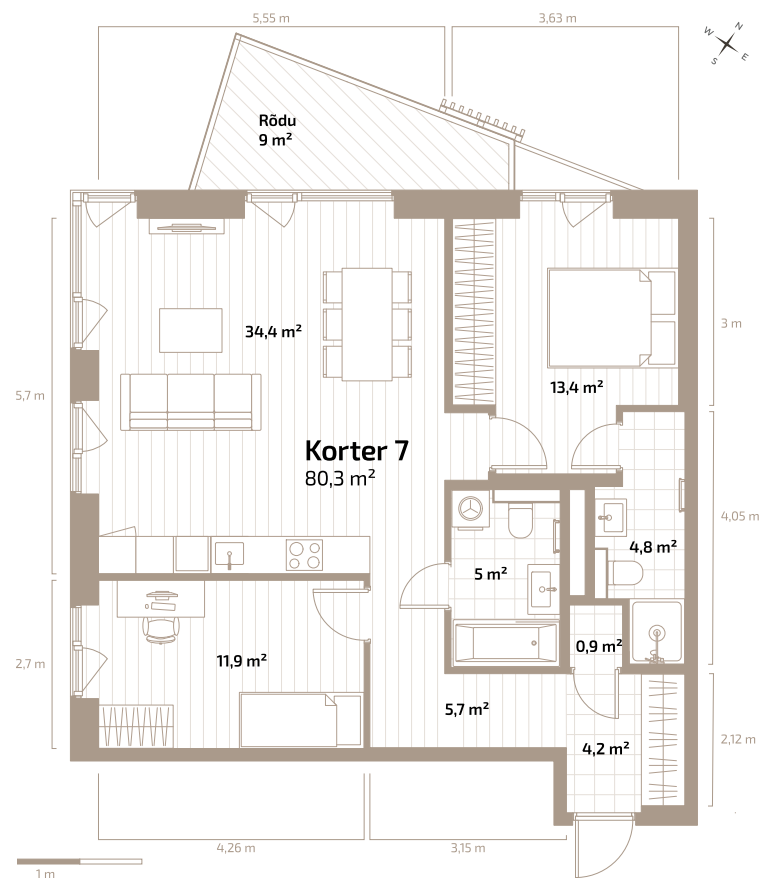 5,55 m
3,63 m
N
W
E
S
Rõdu
9 m²
34,4 m²
3 m
13,4 m²
5,7 m
Korter 7
80,3 m²
4,05 m
4,8 m²
5 m²
0,9 m²
11,9 m²
2,7 m
5,7 m²
4,2 m²
2,12 m
4,26 m
3,15 m
1 m